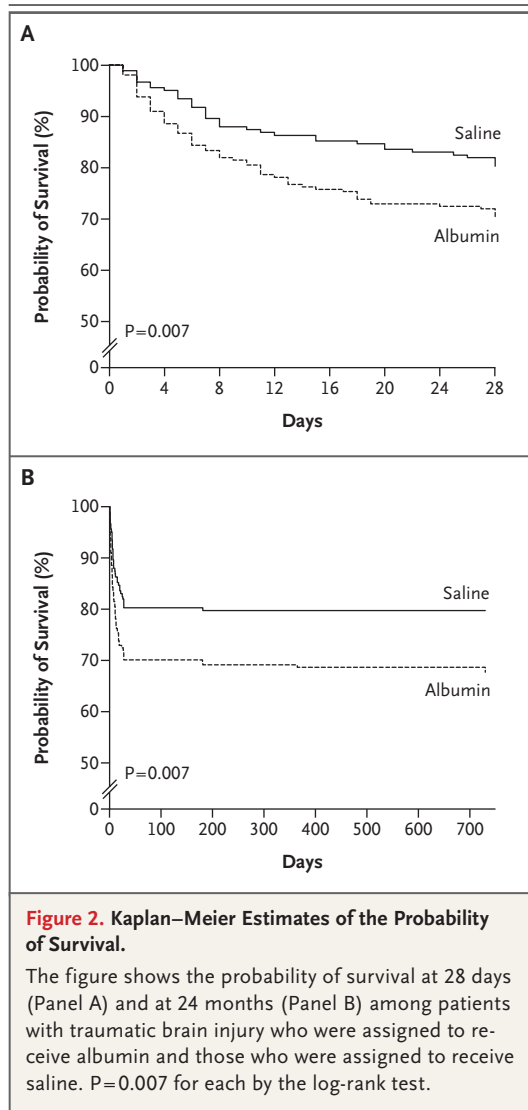 A
100
90
80
70
60
50
0
Probability of Survival (%)
Saline
Albumin
P=0.007
0 4 8 12 16 20 24 28
Days
B
100
90
80
70
60
50
0
Probability of Survival (%)
Saline
Albumin
P=0.007
0 100 200 300 400 500 600 700
Days
Figure 2. Kaplan–Meier Estimates of the Probability
of Survival.
The figure shows the probability of survival at 28 days
(Panel A) and at 24 months (Panel B) among patients
with traumatic brain injury who were assigned to re-
ceive albumin and those who were assigned to receive
saline. P=0.007 for each by the log-rank test.